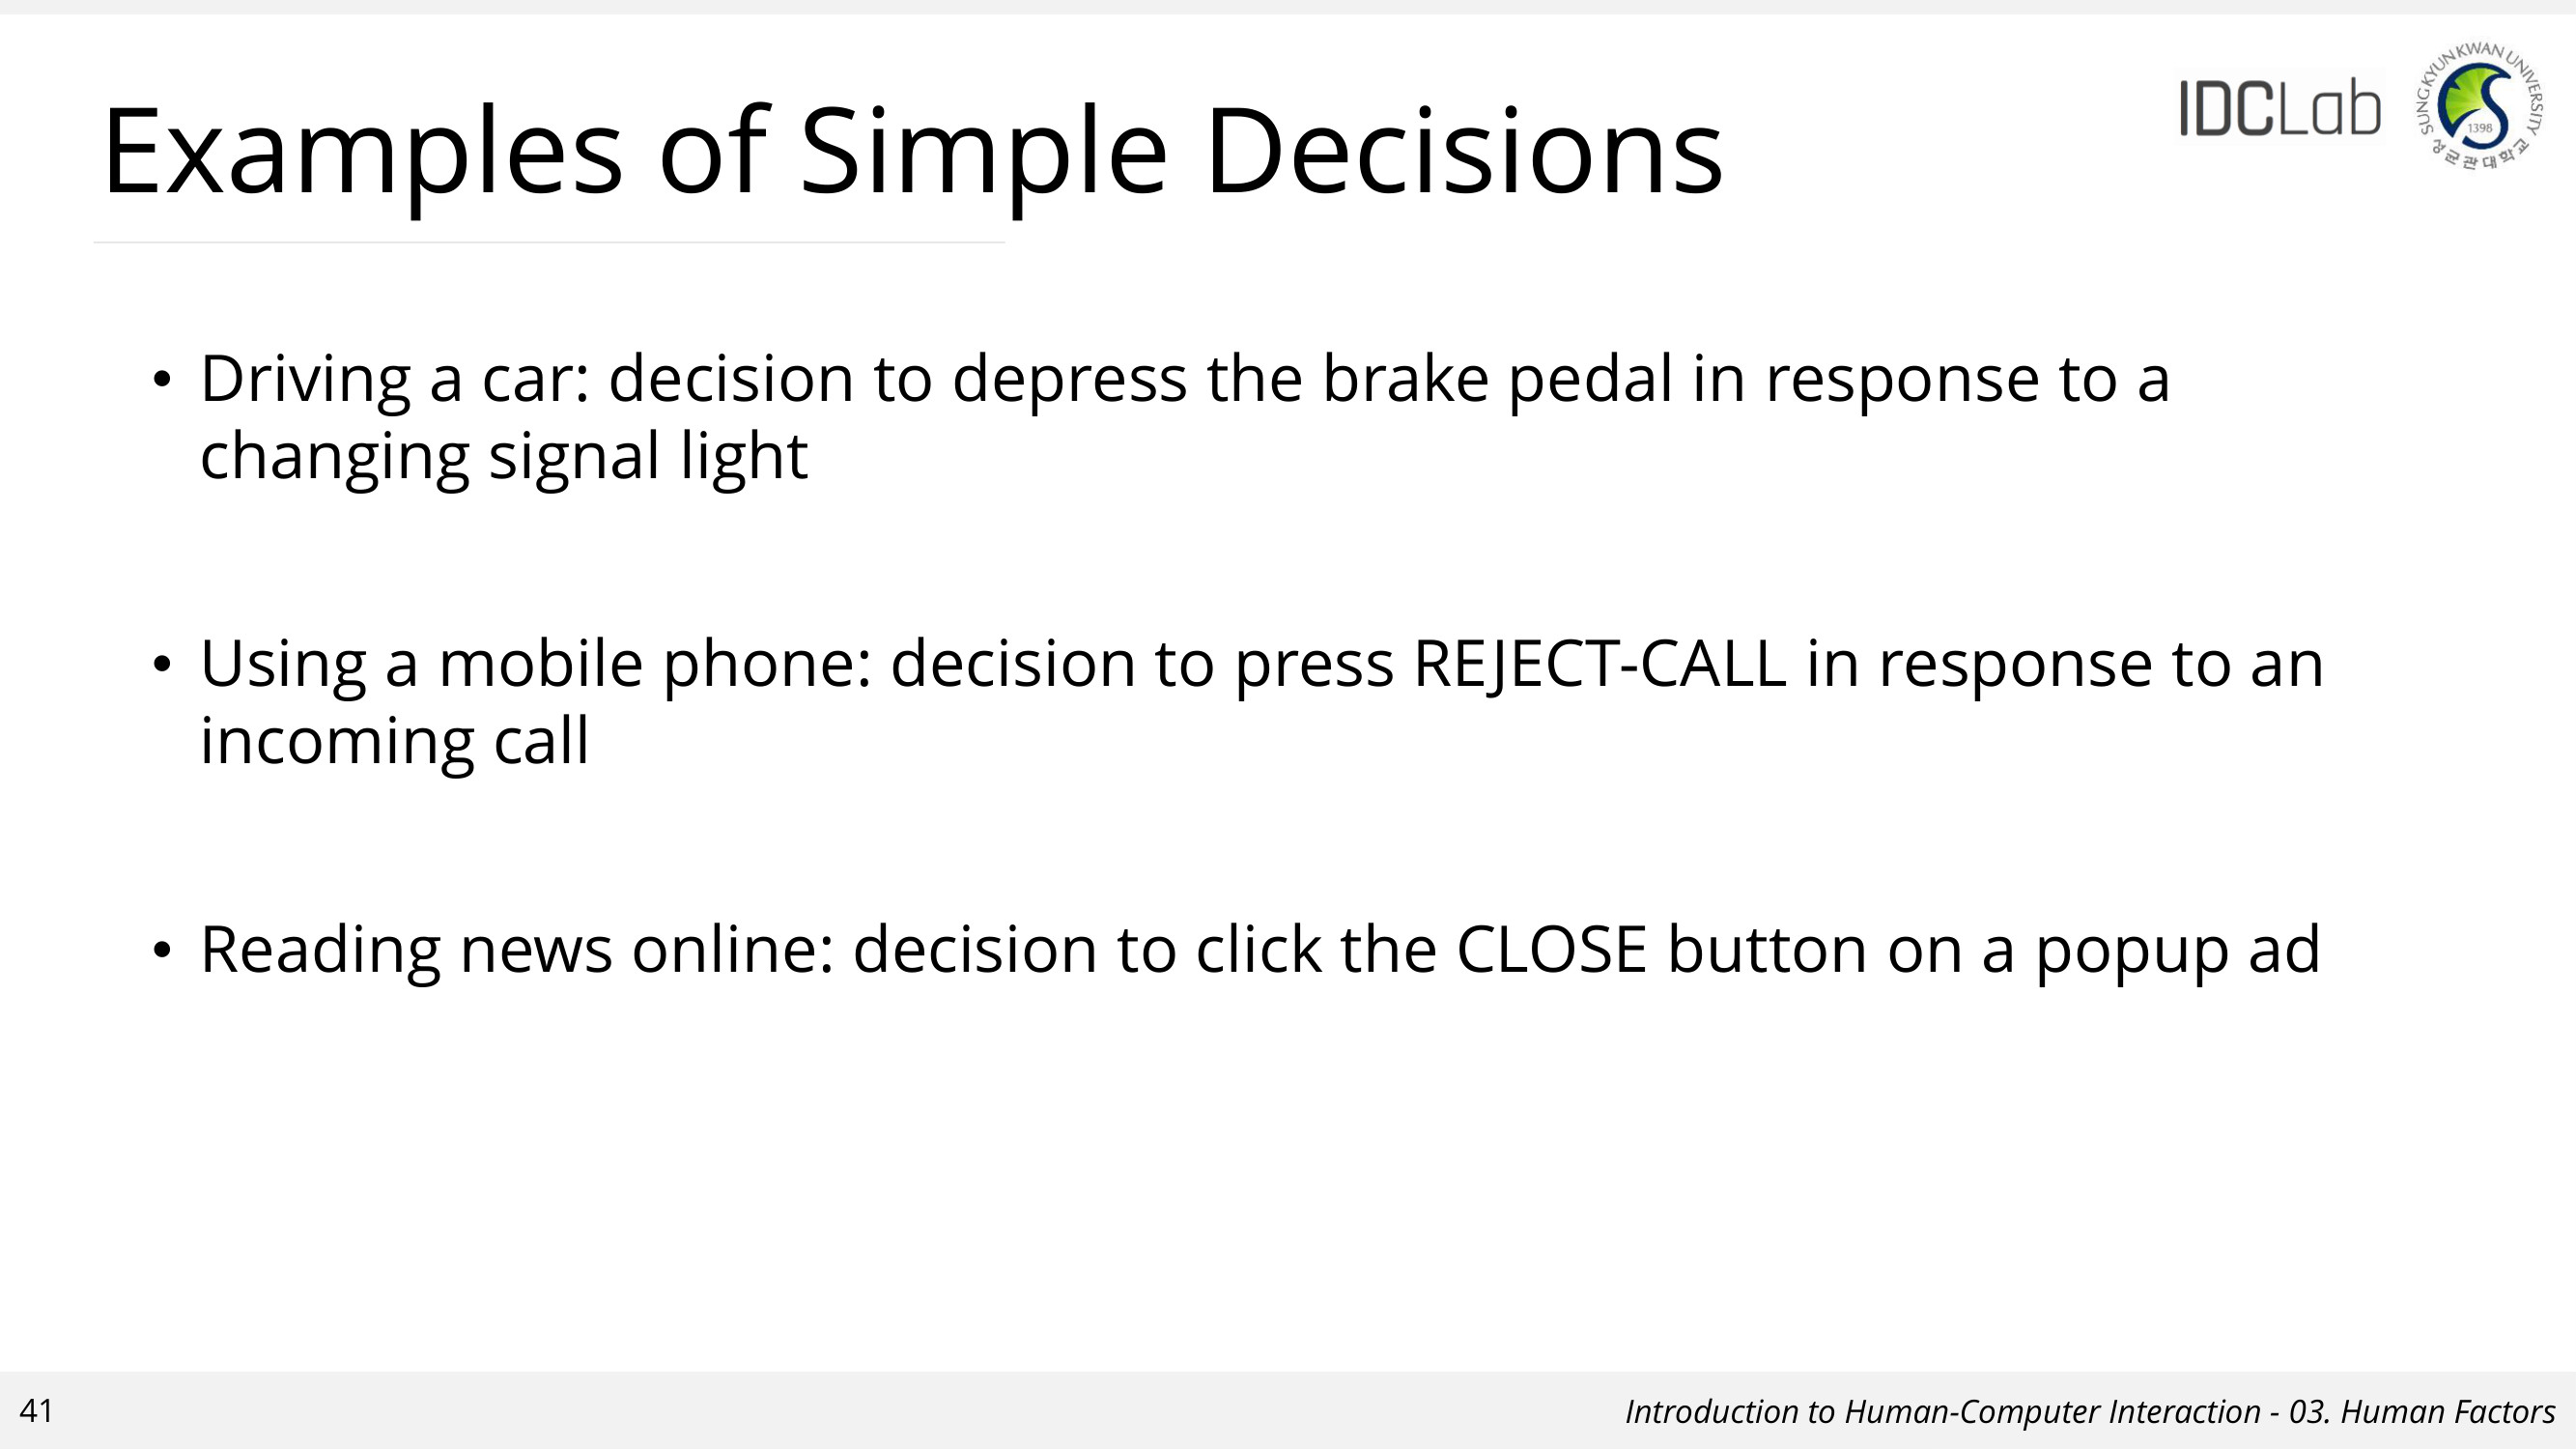 Examples of Simple Decisions
IDCLab
SUNGKYUNKWAN UNIVERSITY
1398
성균관대학교
• Driving a car: decision to depress the brake pedal in response to a
changing signal light
• Using a mobile phone: decision to press REJECT-CALL in response to an
incoming call
• Reading news online: decision to click the CLOSE button on a popup ad
41
Introduction to Human-Computer Interaction - 03. Human Factors